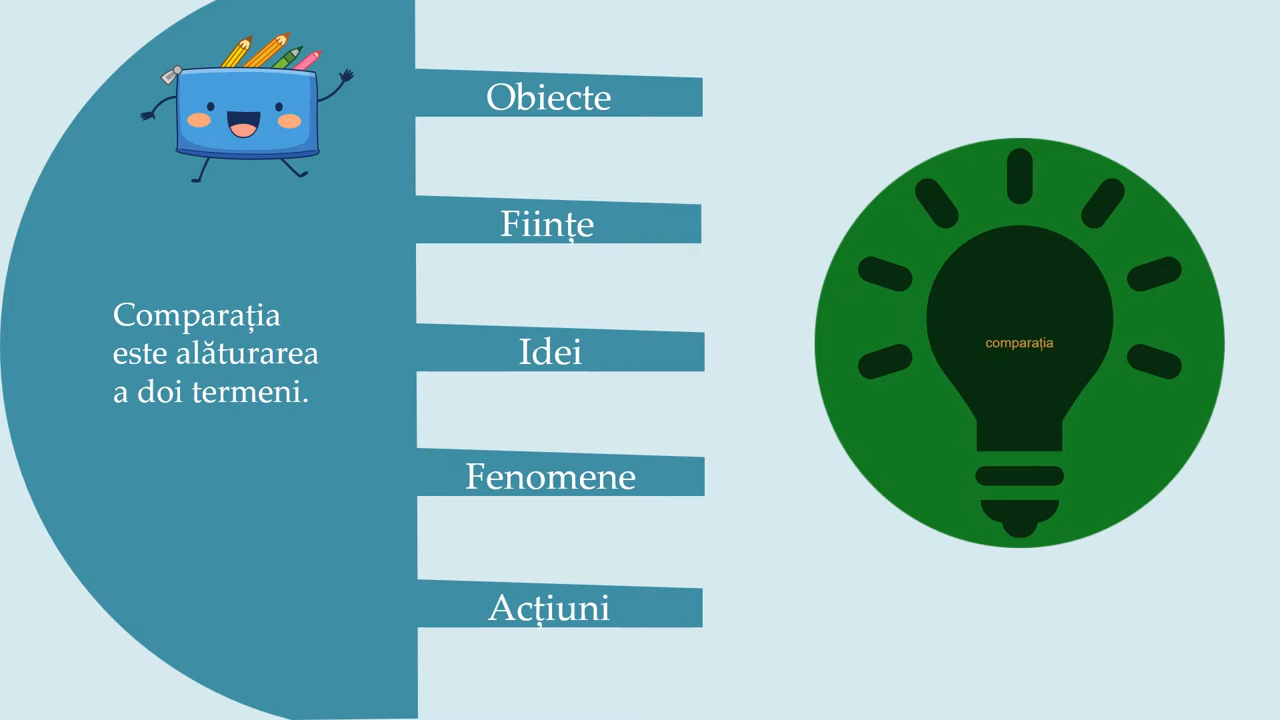 Comparația
este alăturarea
a doi termeni.
Obiecte
Ființe
Idei
Fenomene
Acțiuni
comparația